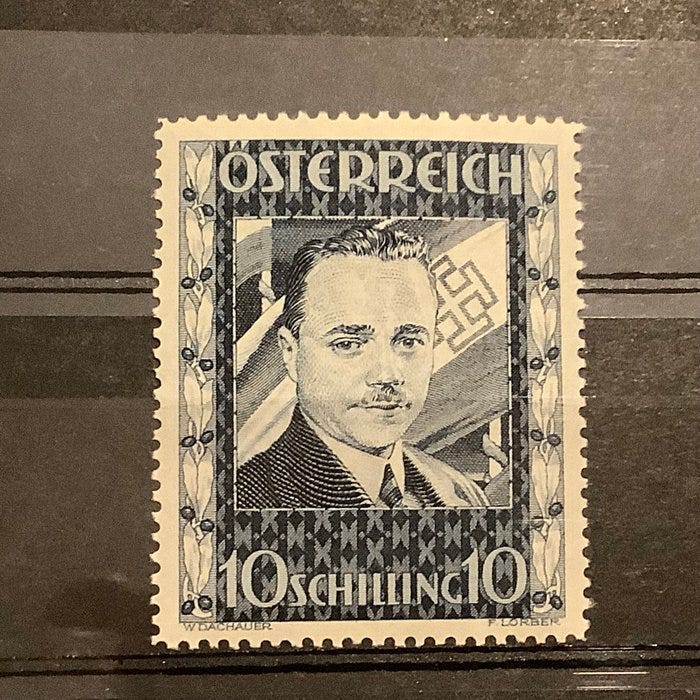 ÖSTERREICH
10 SCHILLING 10
W DACHAUER F LORBER